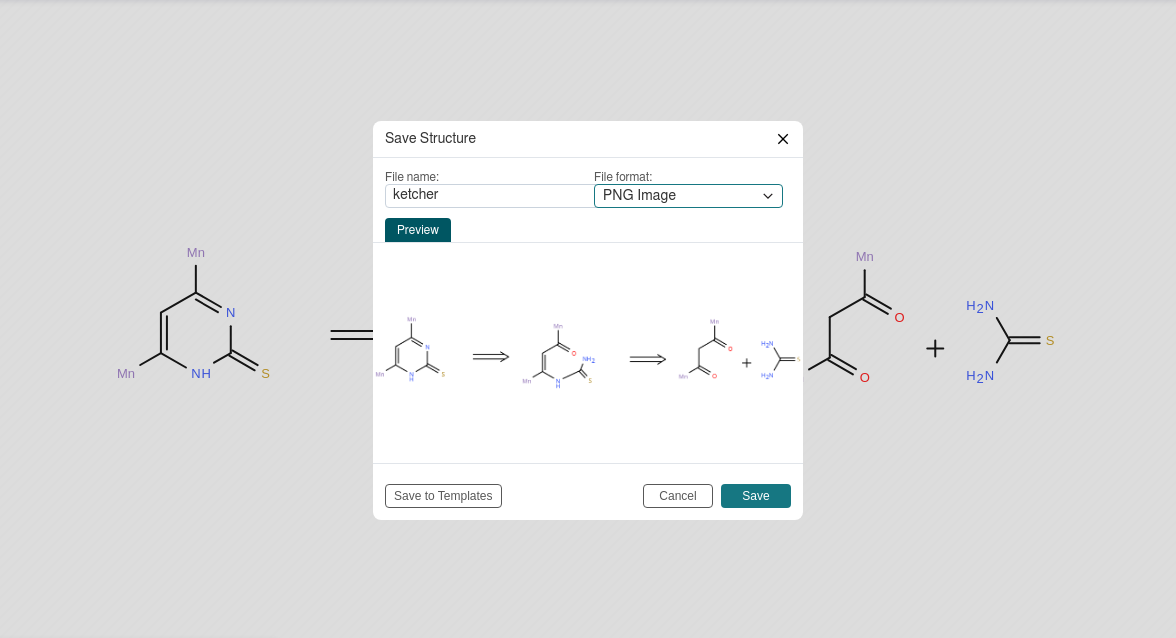 Save Structure
File name:
File format:
ketcher
PNG Image
Preview
Mn
N
Mn
NH
S
Mn
N
Mn
N
H
S
Mn
O
NH2
Mn
N
H
S
Mn
O
Mn
O
+
H2N
S
H2N
Mn
O
O
+
H2N
S
H2N
Save to Templates
Cancel
Save